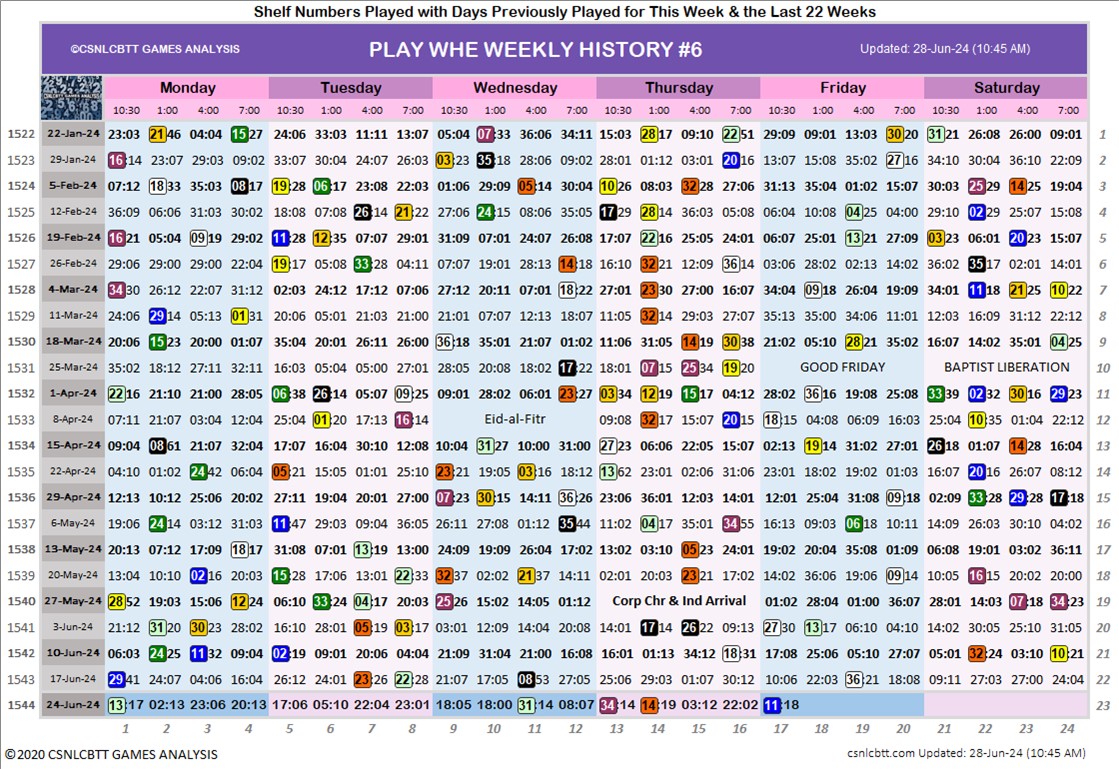 Shelf Numbers Played with Days Previously Played for This Week & the Last 22 Weeks
©CSNLCBTT GAMES ANALYSIS PLAY WHE WEEKLY HISTORY #6 Updated: 28-Jun-24 (10:45 AM)
Monday Tuesday Wednesday Thursday Friday Saturday
10:30 1:00 4:00 7:00 10:30 1:00 4:00 7:00 10:30 1:00 4:00 7:00 10:30 1:00 4:00 7:00 10:30 1:00 4:00 7:00 10:30 1:00 4:00 7:00
1522 22-Jan-24 23:03 21:46 04:04 15:27 24:06 33:03 11:11 13:07 05:04 07:33 36:06 34:11 15:03 28:17 09:10 22:51 29:09 09:01 13:03 30:20 31:21 26:08 26:00 09:01 1
1523 29-Jan-24 16:14 23:07 29:03 09:02 33:07 30:04 24:07 26:03 03:23 35:18 28:06 09:02 28:01 01:12 03:01 20:16 13:07 15:08 35:02 27:16 34:10 30:04 36:10 22:09 2
1524 5-Feb-24 07:12 18:33 35:03 08:17 19:28 06:17 23:08 22:03 01:06 29:09 05:14 30:04 10:26 08:03 32:28 27:06 31:13 35:04 01:02 15:07 30:03 25:29 14:25 19:04 3
1525 12-Feb-24 36:09 06:06 31:03 30:02 18:08 07:08 26:14 21:22 27:06 10:24:15 08:06 35:05 17:29 28:14 36:03 05:08 06:04 10:08 04:25 04:00 29:10 02:29 25:07 15:08 4
1526 19-Feb-24 16:21 05:04 09:19 29:02 11:28 12:35 07:07 29:01 31:09 07:01 24:07 26:08 17:07 22:16 25:05 24:01 06:07 25:01 13:21 27:09 03:23 06:01 20:23 15:07 5
1527 26-Feb-24 29:06 29:00 29:00 22:04 19:17 05:08 33:28 04:11 07:07 19:01 28:13 14:18 16:10 32:21 12:09 36:14 03:06 03:00 02:13 14:02 36:02 35:17 02:01 14:01 6
1528 4-Mar-24 34:30 26:12 22:07 31:12 02:03 24:12 17:12 07:06 27:12 20:11 07:01 18:22 27:01 23:30 27:00 16:07 34:04 09:18 26:04 19:09 34:01 11:18 21:25 10:22 7
1529 11-Mar-24 24:06 29:14 05:13 01:31 20:06 05:01 21:03 21:00 21:01 07:07 12:13 18:07 11:05 32:14 29:03 27:07 35:13 35:00 34:06 11:01 12:03 16:09 31:12 22:12 8
1530 18-Mar-24 20:06 15:23 20:00 01:07 35:04 20:01 26:11 26:00 36:18 35:01 21:07 01:02 11:06 31:05 14:19 30:38 21:02 05:10 28:21 35:02 16:07 14:02 35:01 04:25 9
1531 25-Mar-24 35:02 18:12 27:11 32:11 16:03 05:04 05:00 27:01 28:05 20:08 18:02 17:22 18:01 07:15 25:34 19:20 GOOD FRIDAY BAPTIST LIBERATION 10
1532 1-Apr-24 22:16 21:10 21:00 28:05 06:38 26:14 05:07 09:25 09:01 28:02 06:01 23:27 03:34 12:19 15:17 04:12 28:02 36:16 19:08 25:08 33:39 02:32 30:16 29:23 11
1533 8-Apr-24 07:11 21:07 03:04 12:04 25:04 01:20 07:08 16:14 Eid-al-Fitr 09:08 32:17 15:07 20:15 18:15 04:08 06:09 16:03 25:04 10:35 01:04 22:12 12
1534 15-Apr-24 09:04 08:61 21:07 32:04 17:07 16:04 30:10 12:08 10:04 31:27 10:00 31:00 27:23 06:06 22:05 15:07 02:13 19:14 31:02 27:01 26:18 01:07 14:28 16:04 13
1535 22-Apr-24 04:10 01:02 24:42 06:04 05:21 15:05 01:01 25:10 23:21 19:05 03:16 18:12 13:62 23:01 02:06 31:06 23:01 18:02 19:01 01:03 16:07 20:16 26:07 08:12 14
1536 29-Apr-24 12:13 10:12 25:06 20:02 27:11 19:04 20:01 27:00 07:23 30:15 14:11 36:26 23:06 36:01 12:03 14:01 12:01 25:04 31:08 09:18 02:09 33:28 29:28 17:18 15
1537 6-May-24 19:06 24:14 03:12 31:03 11:47 29:03 09:04 36:05 26:11 27:08 01:12 35:44 11:02 04:17 35:01 34:55 16:13 09:03 06:18 10:11 14:09 26:03 30:10 04:02 16
1538 13-May-24 20:13 07:12 17:09 18:17 31:08 07:01 13:19 13:00 24:09 19:09 26:04 17:02 13:02 03:10 05:23 24:01 19:02 20:04 35:08 01:09 06:08 19:01 03:02 36:11 17
1539 20-May-24 13:04 10:10 02:16 20:03 15:28 17:06 13:01 22:33 32:37 02:02 21:37 14:11 02:01 20:03 23:21 17:02 14:02 36:06 19:06 09:14 10:05 16:15 20:02 20:00 18
1540 27-May-24 28:52 19:03 15:06 12:24 06:10 33:24 04:17 20:03 25:26 15:02 14:05 01:12 Corp Chr & Ind Arrival 01:02 28:04 01:00 36:07 28:01 14:03 07:18 34:23 19
1541 3-Jun-24 21:12 31:20 30:23 28:02 16:10 28:01 05:19 03:17 03:01 12:09 14:04 20:08 14:01 17:14 26:22 09:13 27:13 17:10 06:10 04:10 14:02 30:05 25:10 31:05 20
1542 10-Jun-24 06:03 24:25 11:32 09:04 02:19 09:01 20:06 04:04 09:01 31:04 21:00 16:08 16:01 01:13 34:12 18:31 17:08 25:06 28:11 21:01 05:01 32:24 05:10 10:21 21
1543 17-Jun-24 29:41 24:07 04:06 16:04 26:12 24:01 23:26 22:28 21:07 17:05 08:53 27:05 25:06 29:03 01:07 30:12 10:06 22:03 36:21 18:08 09:11 27:03 27:00 24:04 22
1544 24-Jun-24 13:17 02:13 23:06 20:13 17:06 05:10 22:04 23:01 18:05 18:00 31:14 08:07 34:14 14:19 03:12 22:02 11:18 23
1 2 3 4 5 6 7 8 9 10 11 12 13 14 15 16 17 18 19 20 21 22 23 24
©2020 CSNLCBTT GAMES ANALYSIS csnlcbtt.com Updated: 28-Jun-24 (10:45 AM)